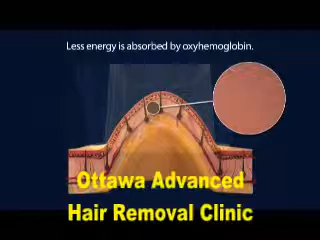 Less energy is absorbed by oxyhemoglobin.
Ottawa Advanced
Hair Removal Clinic